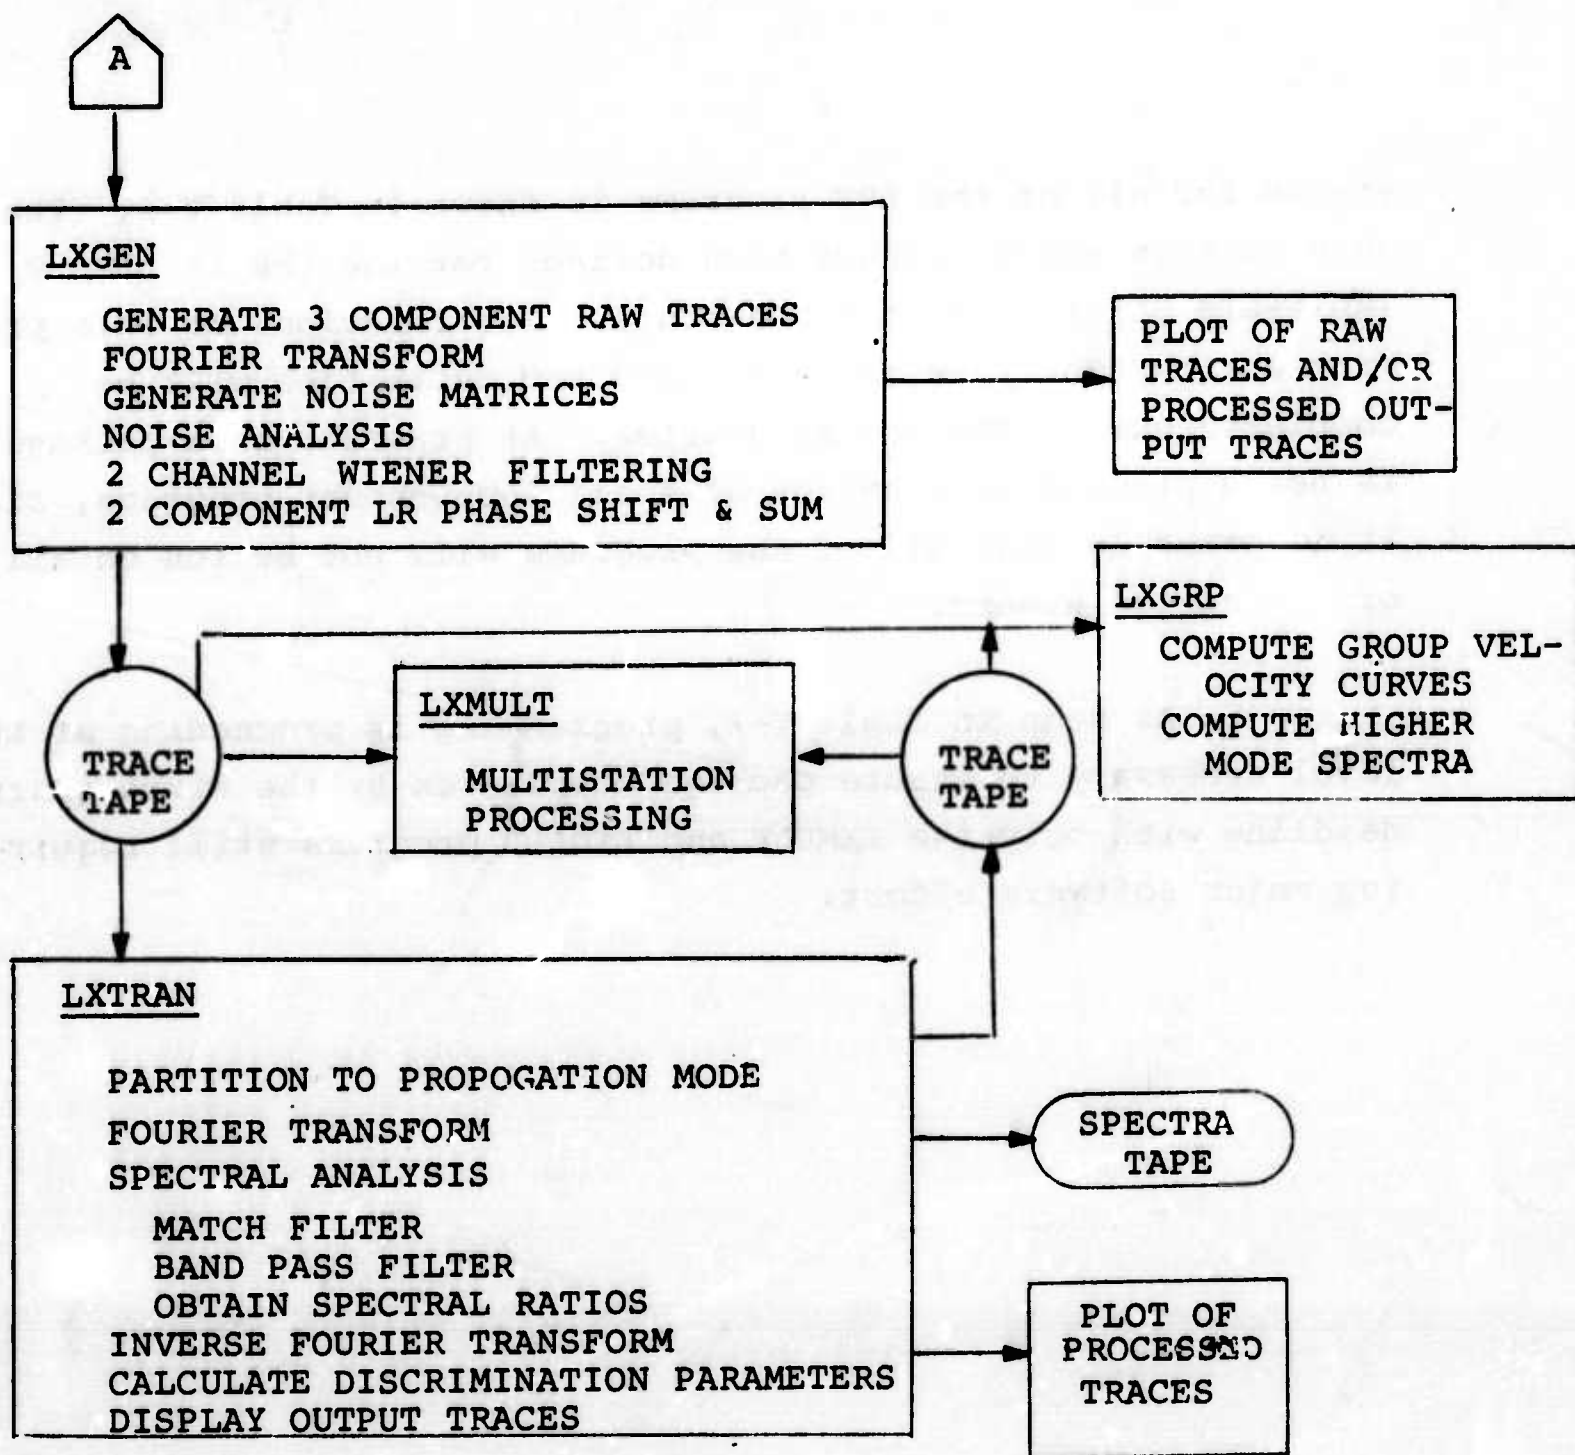 A
LXGEN
GENERATE 3 COMPONENT RAW TRACES
FOURIER TRANSFORM
GENERATE NOISE MATRICES
NOISE ANALYSIS
2 CHANNEL WIENER FILTERING
2 COMPONENT LR PHASE SHIFT & SUM
PLOT OF RAW
TRACES AND/CR
PROCESSED OUT-
PUT TRACES
LXGRP
COMPUTE GROUP VEL-
OCITY CURVES
COMPUTE HIGHER
MODE SPECTRA
TRACE
TAPE
LXMULT
MULTISTATION
PROCESSING
TRACE
TAPE
LXTRAN
PARTITION TO PROPOGATION MODE
FOURIER TRANSFORM
SPECTRAL ANALYSIS
MATCH FILTER
BAND PASS FILTER
OBTAIN SPECTRAL RATIOS
INVERSE FOURIER TRANSFORM
CALCULATE DISCRIMINATION PARAMETERS
DISPLAY OUTPUT TRACES
SPECTRA
TAPE
PLOT OF
PROCESSED
TRACES